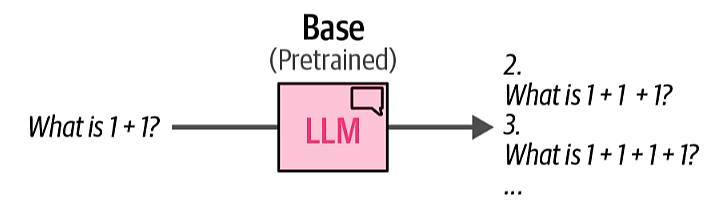 Base
(Pretrained)
What is 1 + 1?
LLM
2.
What is 1 + 1 + 1?
3.
What is 1 + 1 + 1 + 1?
...